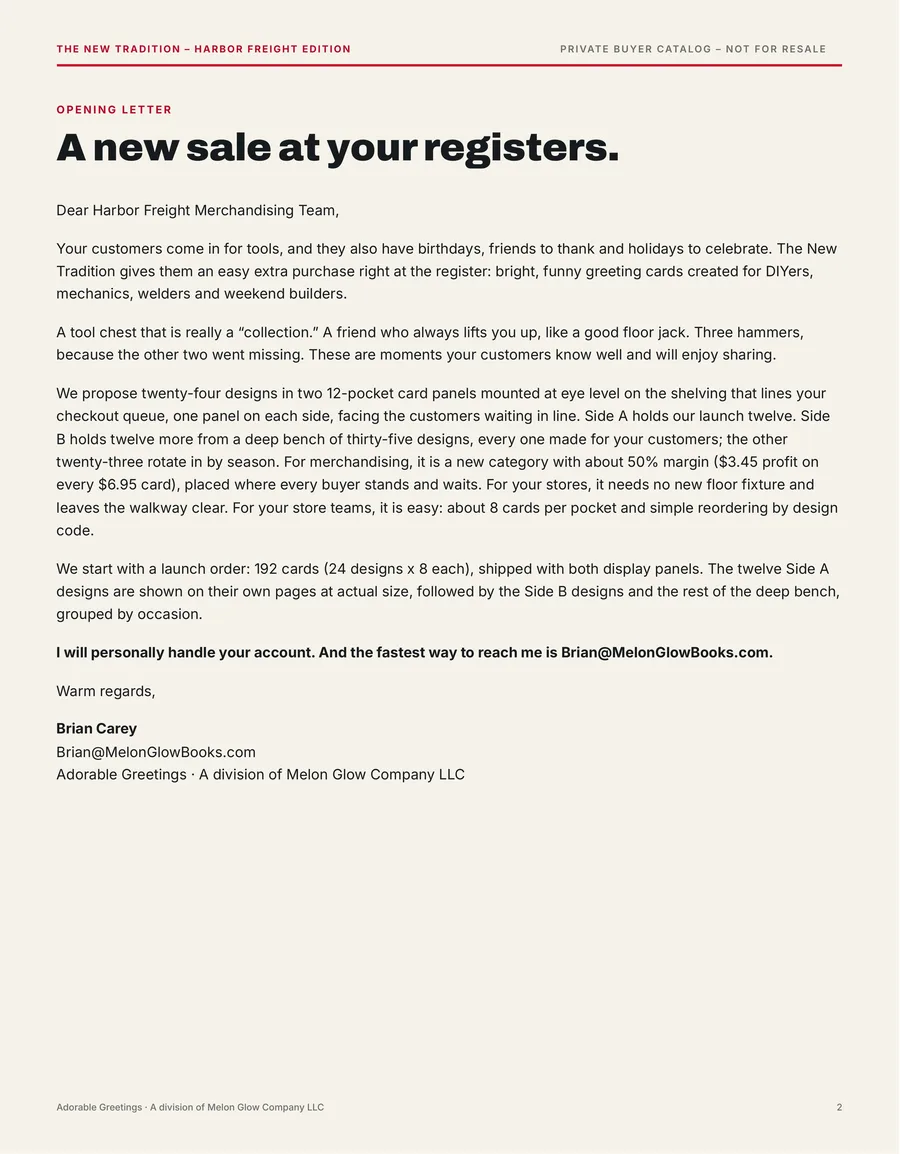 THE NEW TRADITION – HARBOR FREIGHT EDITION
PRIVATE BUYER CATALOG – NOT FOR RESALE
OPENING LETTER
A new sale at your registers.
Dear Harbor Freight Merchandising Team,
Your customers come in for tools, and they also have birthdays, friends to thank and holidays to celebrate. The New
Tradition gives them an easy extra purchase right at the register: bright, funny greeting cards created for DIYers,
mechanics, welders and weekend builders.
A tool chest that is really a “collection.” A friend who always lifts you up, like a good floor jack. Three hammers,
because the other two went missing. These are moments your customers know well and will enjoy sharing.
We propose twenty-four designs in two 12-pocket card panels mounted at eye level on the shelving that lines your
checkout queue, one panel on each side, facing the customers waiting in line. Side A holds our launch twelve. Side
B holds twelve more from a deep bench of thirty-five designs, every one made for your customers; the other
twenty-three rotate in by season. For merchandising, it is a new category with about 50% margin ($3.45 profit on
every $6.95 card), placed where every buyer stands and waits. For your stores, it needs no new floor fixture and
leaves the walkway clear. For your store teams, it is easy: about 8 cards per pocket and simple reordering by design
code.
We start with a launch order: 192 cards (24 designs x 8 each), shipped with both display panels. The twelve Side A
designs are shown on their own pages at actual size, followed by the Side B designs and the rest of the deep bench,
grouped by occasion.
I will personally handle your account. And the fastest way to reach me is Brian@MelonGlowBooks.com.
Warm regards,
Brian Carey
Brian@MelonGlowBooks.com
Adorable Greetings · A division of Melon Glow Company LLC
Adorable Greetings · A division of Melon Glow Company LLC
2